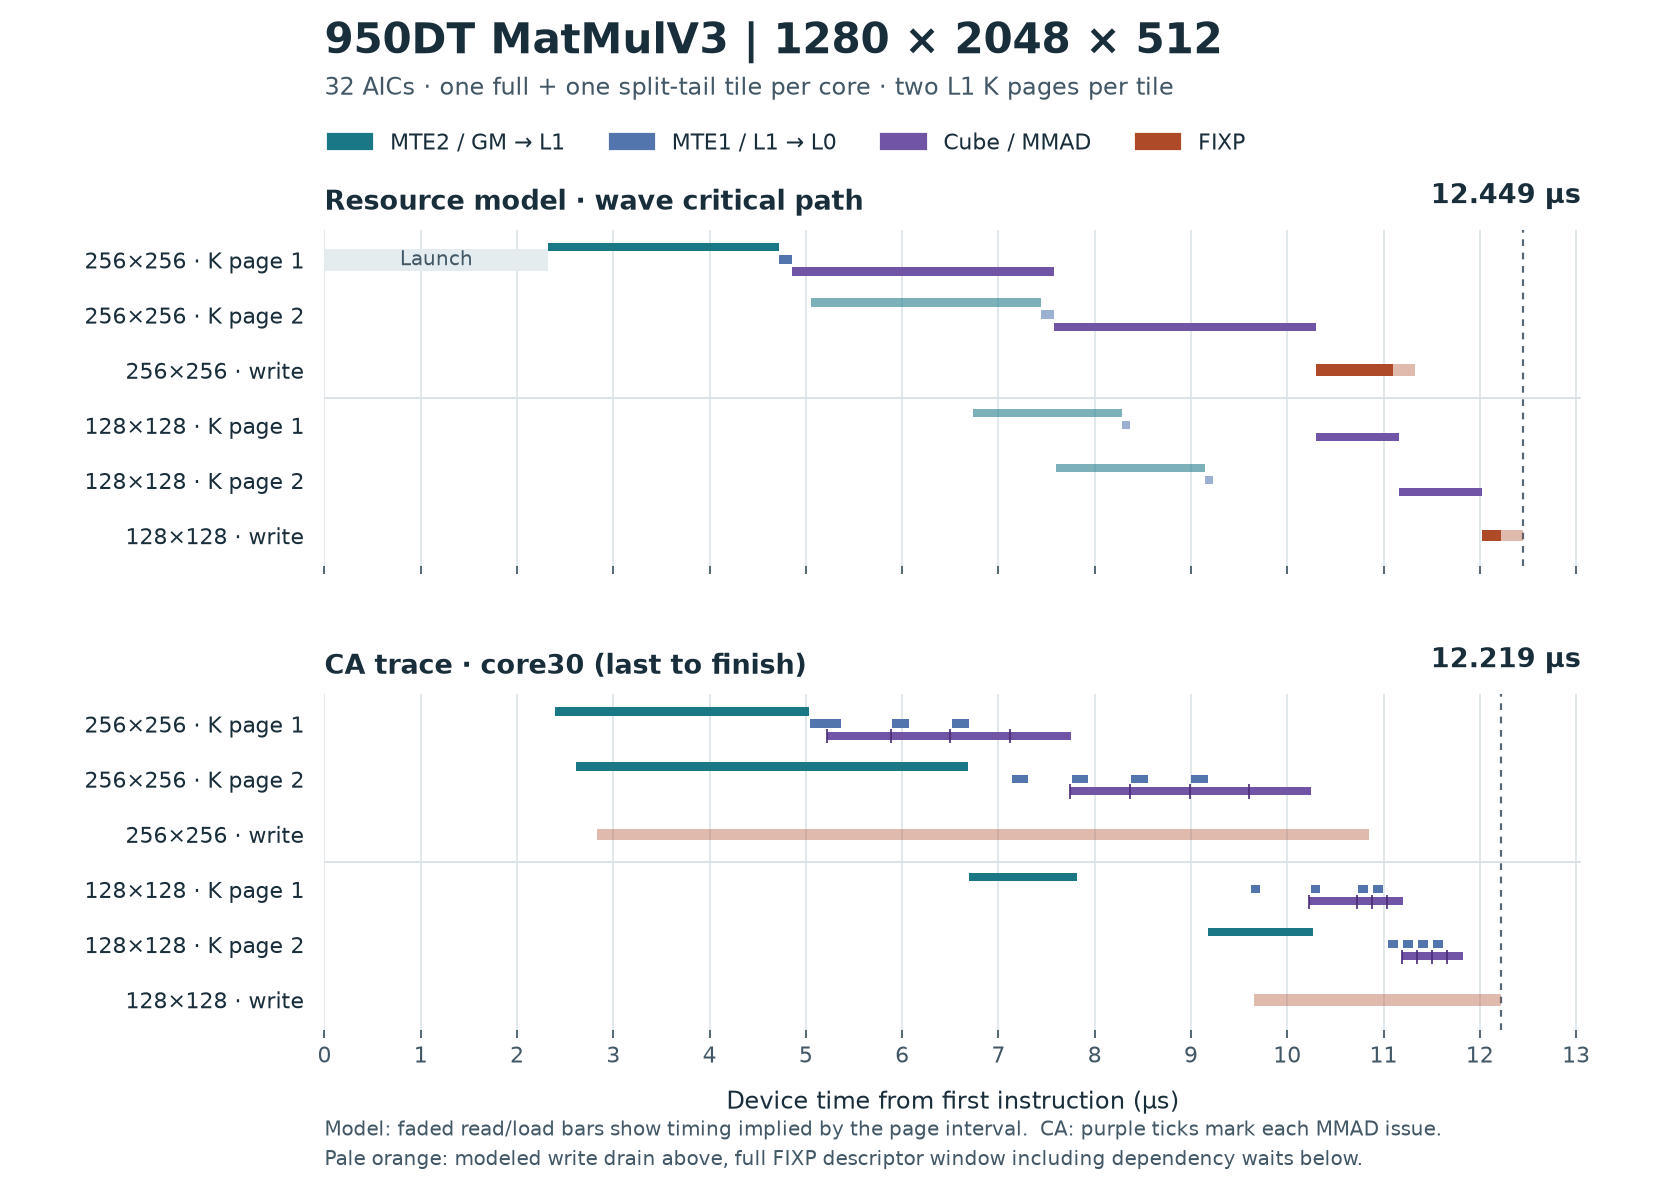 950DT MatMulV3 | 1280 × 2048 × 512
32 AICs · one full + one split-tail tile per core · two L1 K pages per tile
MTE2 / GM → L1
MTE1 / L1 → L0
Cube / MMAD
FIXP
Resource model · wave critical path
12.449 µs
256×256 · K page 1
Launch
256×256 · K page 2
256×256 · write
128×128 · K page 1
128×128 · K page 2
128×128 · write
CA trace · core30 (last to finish)
12.219 µs
256×256 · K page 1
256×256 · K page 2
256×256 · write
128×128 · K page 1
128×128 · K page 2
128×128 · write
0 1 2 3 4 5 6 7 8 9 10 11 12 13
Device time from first instruction (µs)
Model: faded read/load bars show timing implied by the page interval.  CA: purple ticks mark each MMAD issue.
Pale orange: modeled write drain above, full FIXP descriptor window including dependency waits below.